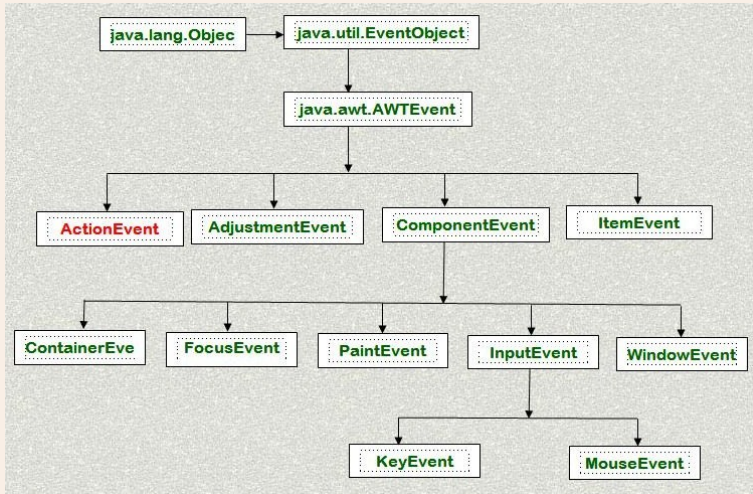 java.lang.Objec
java.util.EventObject
java.awt.AWTEvent
ActionEvent
AdjustmentEvent
ComponentEvent
ItemEvent
ContainerEve
FocusEvent
PaintEvent
InputEvent
WindowEvent
KeyEvent
MouseEvent